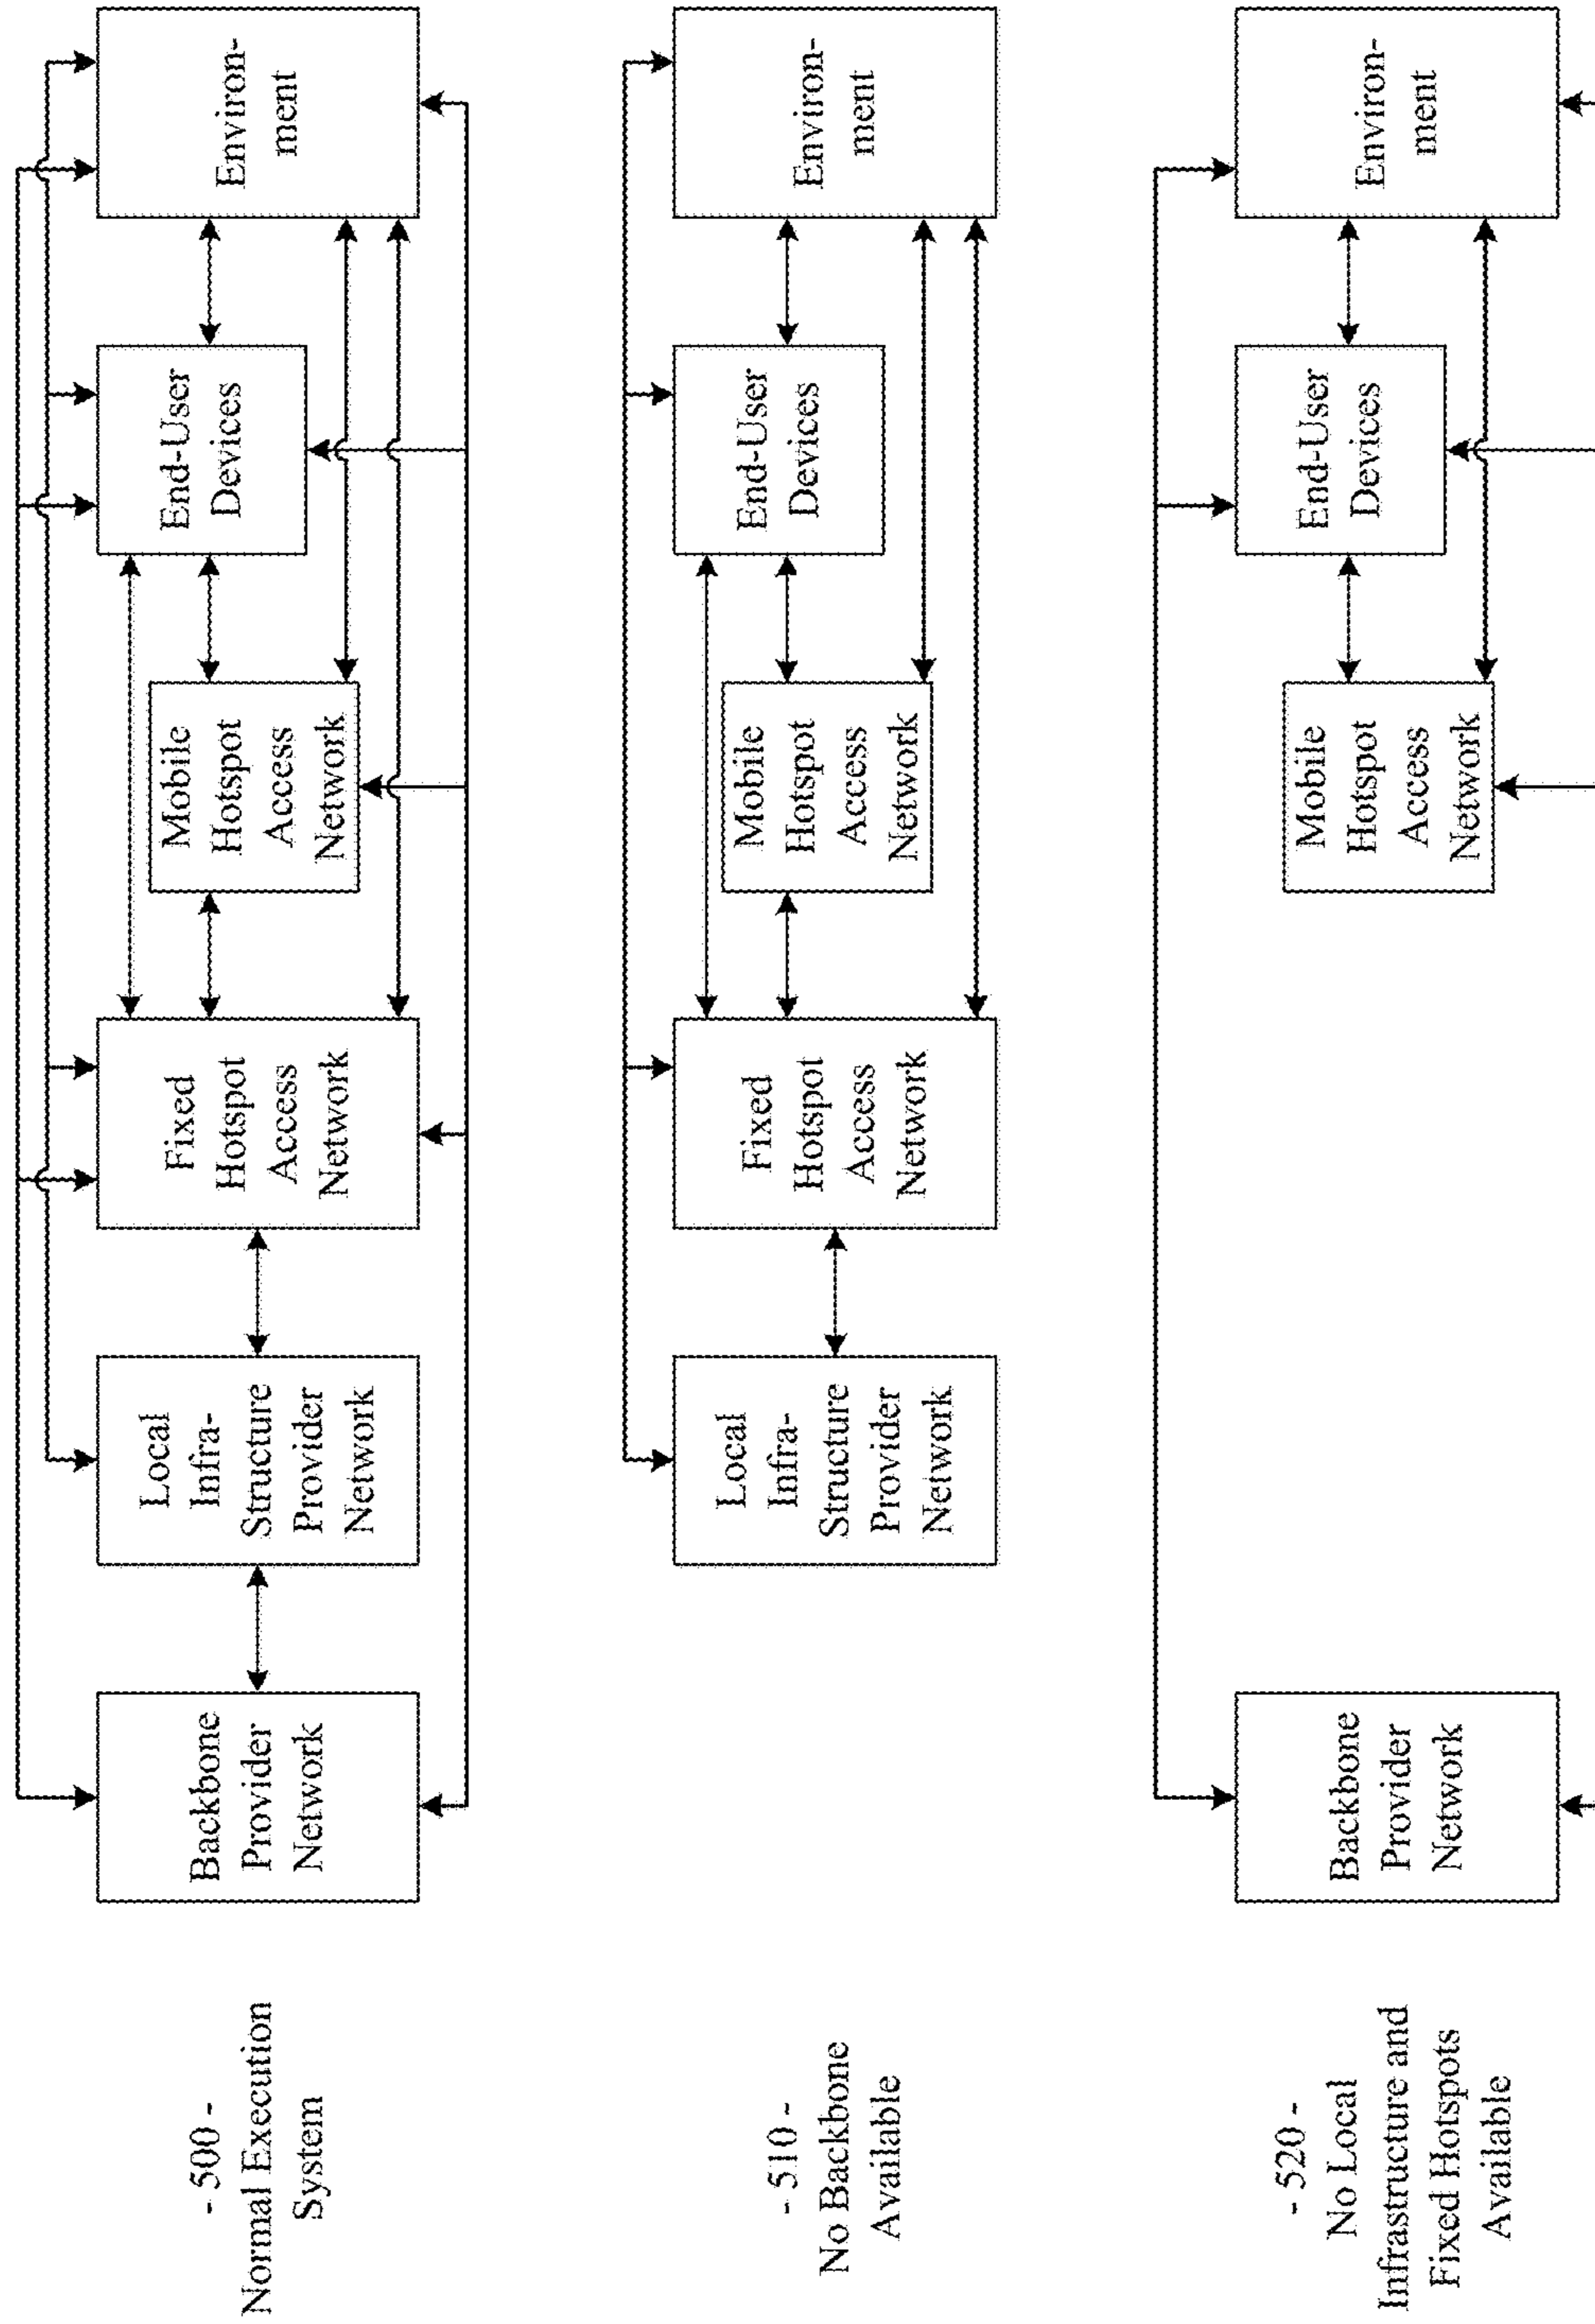 - 500 -
Normal Execution
System
Backbone
Provider
Network
Local
Infra-
Structure
Provider
Network
Fixed
Hotspot
Access
Network
Mobile
Hotspot
Access
Network
End-User
Devices
Environ-
ment
- 510 -
No Backbone
Available
Local
Infra-
Structure
Provider
Network
Fixed
Hotspot
Access
Network
Mobile
Hotspot
Access
Network
End-User
Devices
Environ-
ment
- 520 -
No Local
Infrastructure and
Fixed Hotspots
Available
Backbone
Provider
Network
Mobile
Hotspot
Access
Network
End-User
Devices
Environ-
ment